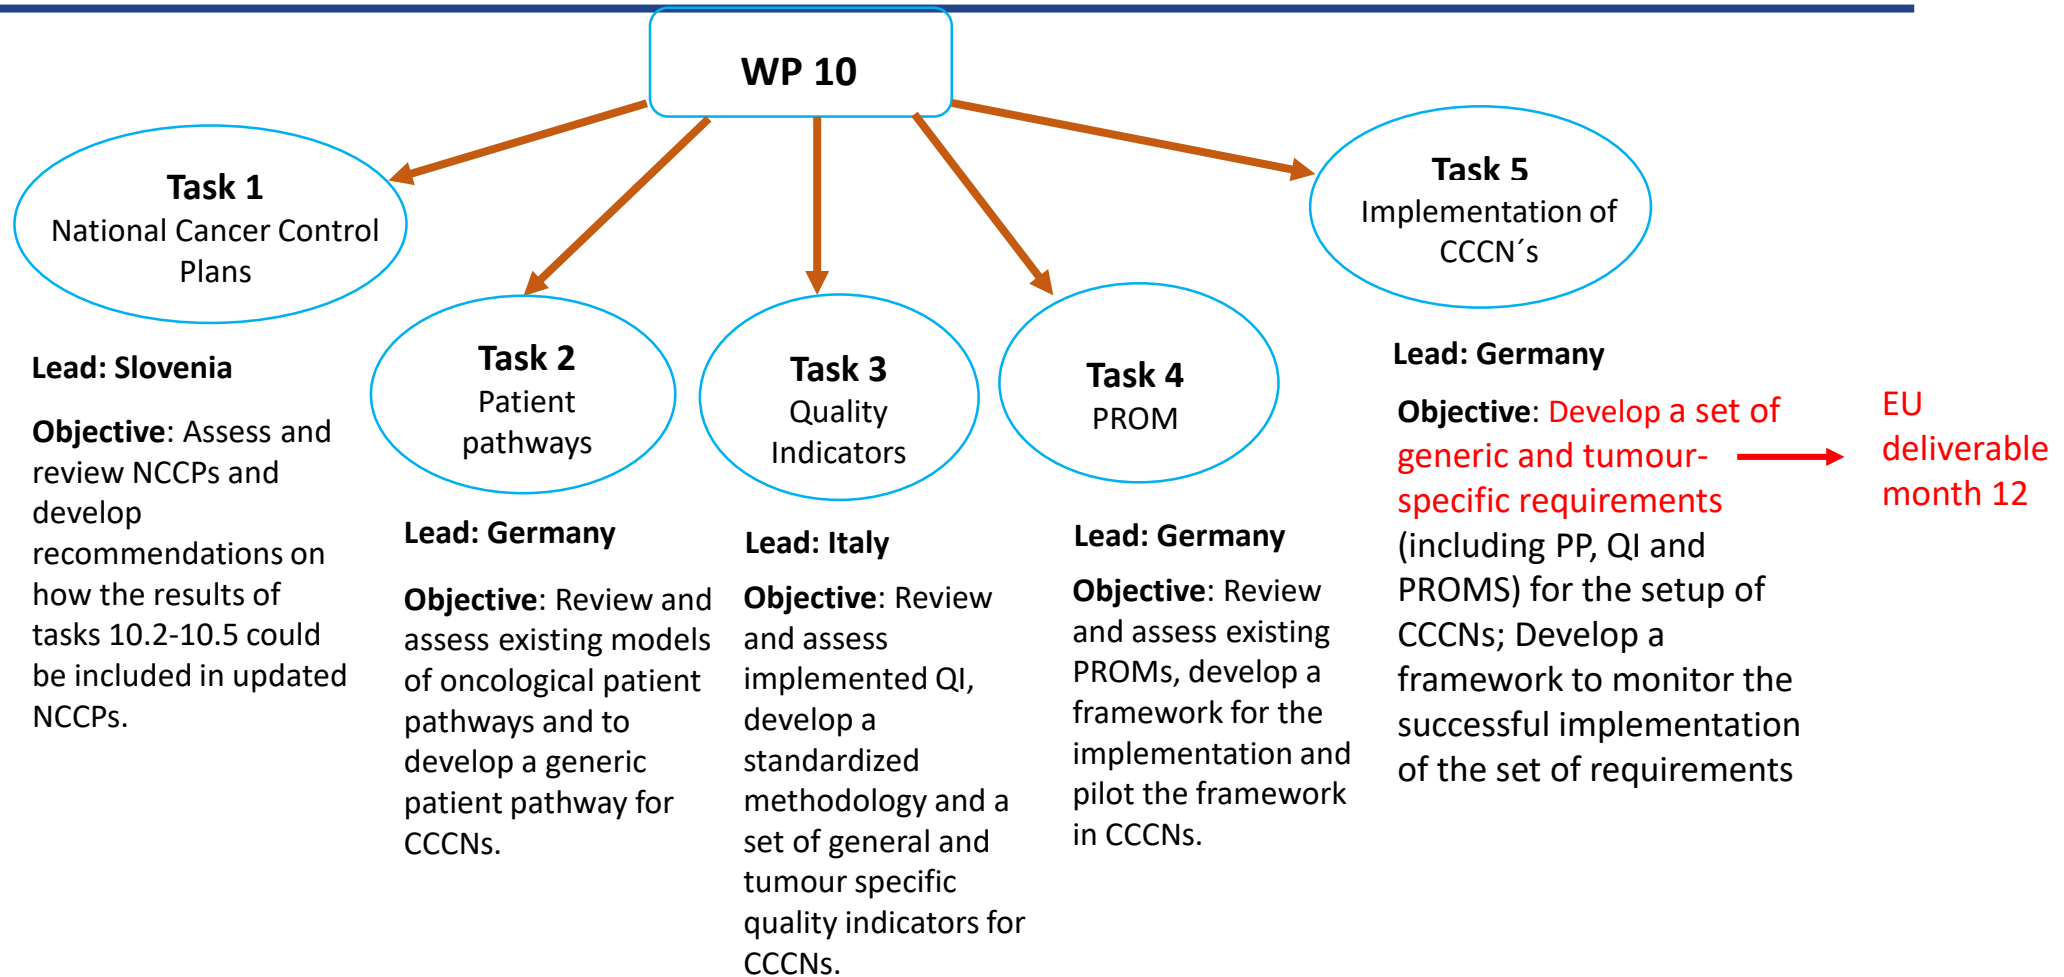 WP 10
Task 1
National Cancer Control
Plans
Lead: Slovenia
Objective: Assess and
review NCCPs and
develop
recommendations on
how the results of
tasks 10.2-10.5 could
be included in updated
NCCPs.
Task 2
Patient
pathways
Lead: Germany
Objective: Review and
assess existing models
of oncological patient
pathways and to
develop a generic
patient pathway for
CCCNs.
Task 3
Quality
Indicators
Lead: Italy
Objective: Review
and assess
implemented QI,
develop a
standardized
methodology and a
set of general and
tumour specific
quality indicators for
CCCNs.
Task 4
PROM
Lead: Germany
Objective: Review
and assess existing
PROMs, develop a
framework for the
implementation and
pilot the framework
in CCCNs.
Task 5
Implementation of
CCCN´s
Lead: Germany
Objective: Develop a set of
generic and tumour-
specific requirements
(including PP, QI and
PROMS) for the setup of
CCCNs; Develop a
framework to monitor the
successful implementation
of the set of requirements
EU
deliverable
month 12